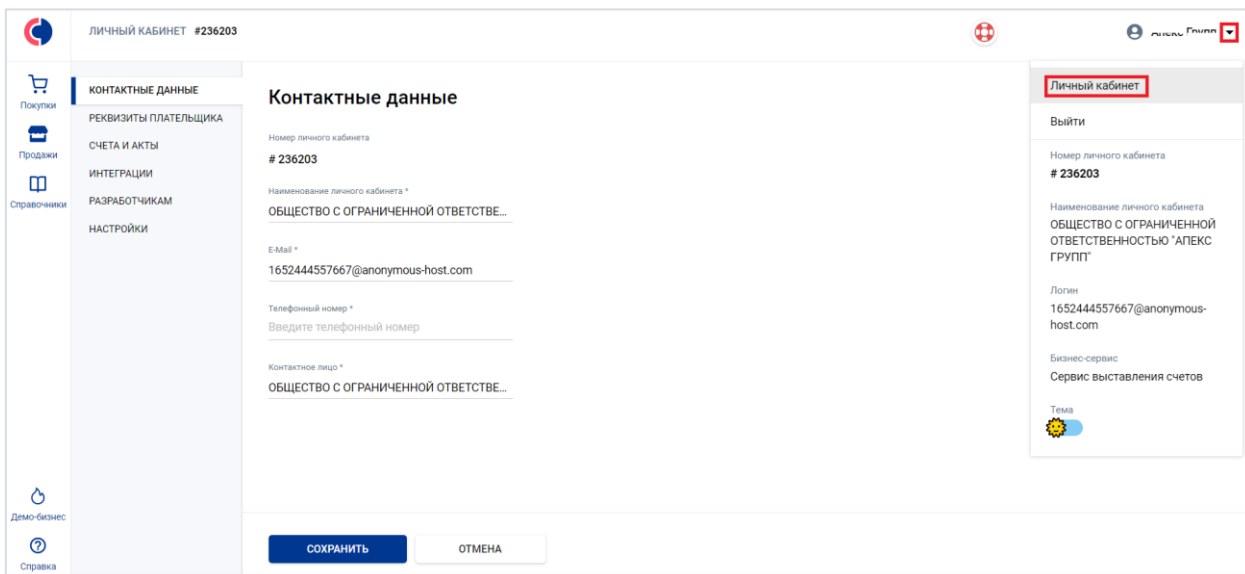 ЛИЧНЫЙ КАБИНЕТ #236203
Покупки
Продажи
Справочники
Демо-бизнес
Справка
КОНТАКТНЫЕ ДАННЫЕ
РЕКВИЗИТЫ ПЛАТЕЛЬЩИКА
СЧЕТА И АКТЫ
ИНТЕГРАЦИИ
РАЗРАБОТЧИКАМ
НАСТРОЙКИ
Контактные данные
Номер личного кабинета
# 236203
Наименование личного кабинета *
ОБЩЕСТВО С ОГРАНИЧЕННОЙ ОТВЕТСТВЕ...
E-Mail *
1652444557667@anonymous-host.com
Телефонный номер *
Введите телефонный номер
Контактное лицо *
ОБЩЕСТВО С ОГРАНИЧЕННОЙ ОТВЕТСТВЕ...
СОХРАНИТЬ
ОТМЕНА
Личный кабинет
Выйти
Номер личного кабинета
# 236203
Наименование личного кабинета
ОБЩЕСТВО С ОГРАНИЧЕННОЙ
ОТВЕТСТВЕННОСТЬЮ "АПЕКС
ГРУПП"
Логин
1652444557667@anonymous-
host.com
Бизнес-сервис
Сервис выставления счетов
Тема